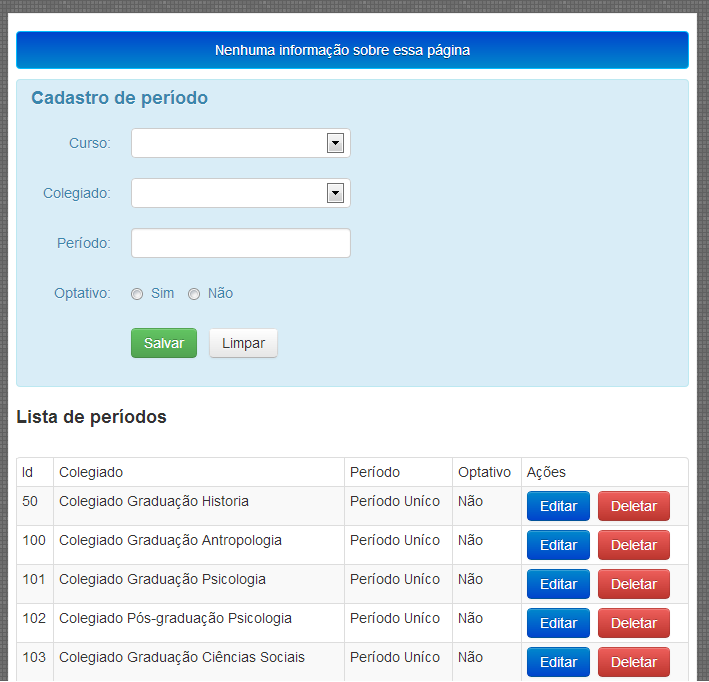 Nenhuma informação sobre essa página
Cadastro de período
Curso:
Colegiado:
Período:
Optativo: Sim Não
Salvar Limpar
Lista de períodos
Id Colegiado Período Optativo Ações
50 Colegiado Graduação Historia Período Uníco Não Editar Deletar
100 Colegiado Graduação Antropologia Período Uníco Não Editar Deletar
101 Colegiado Graduação Psicologia Período Uníco Não Editar Deletar
102 Colegiado Pós-graduação Psicologia Período Uníco Não Editar Deletar
103 Colegiado Graduação Ciências Sociais Período Uníco Não Editar Deletar